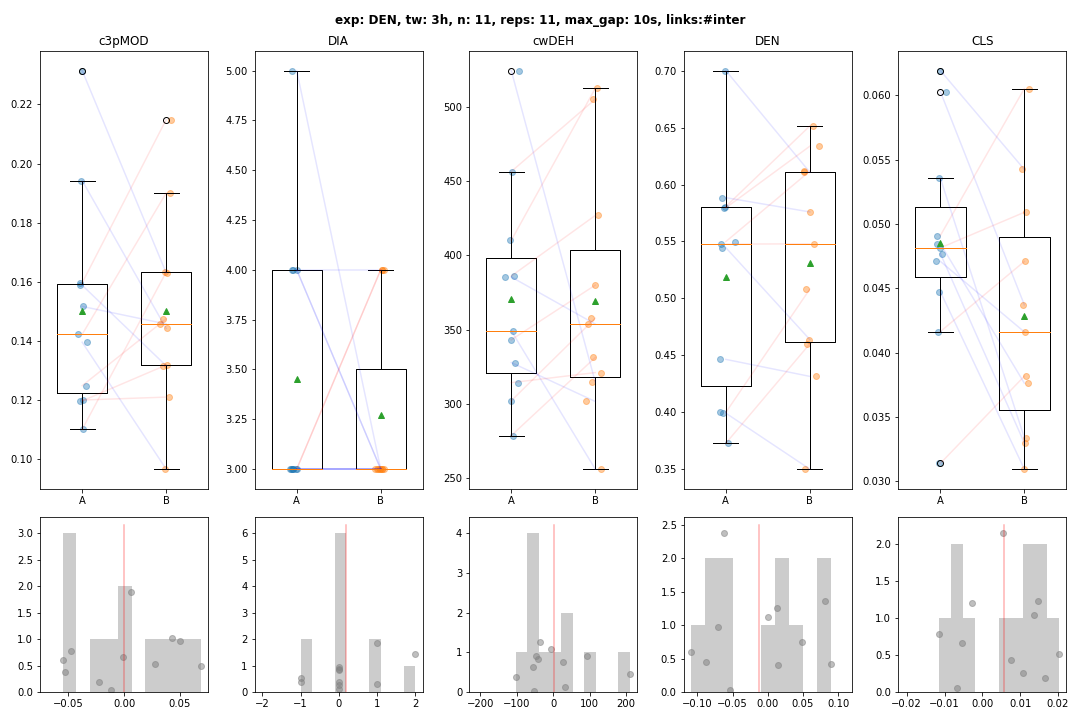 exp: DEN, tw: 3h, n: 11, reps: 11, max_gap: 10s, links:#inter
c3pMOD DIA cwDEH DEN CLS
0.22 0.20 0.18 0.16 0.14 0.12 0.10
A B
5.00 4.75 4.50 4.25 4.00 3.75 3.50 3.25 3.00
A B
500 450 400 350 300 250
A B
0.70 0.65 0.60 0.55 0.50 0.45 0.40 0.35
A B
0.060 0.055 0.050 0.045 0.040 0.035 0.030
A B
3.0 2.5 2.0 1.5 1.0 0.5 0.0
−0.05 0.00 0.05
6 5 4 3 2 1 0
−2 −1 0 1 2
4 3 2 1 0
−200 −100 0 100 200
2.5 2.0 1.5 1.0 0.5 0.0
−0.10 −0.05 0.00 0.05 0.10
2.0 1.5 1.0 0.5 0.0
−0.02 −0.01 0.00 0.01 0.02